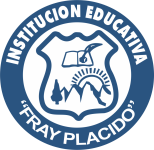 INSTITUCION EDUCATIVA
"FRAY PLACIDO"